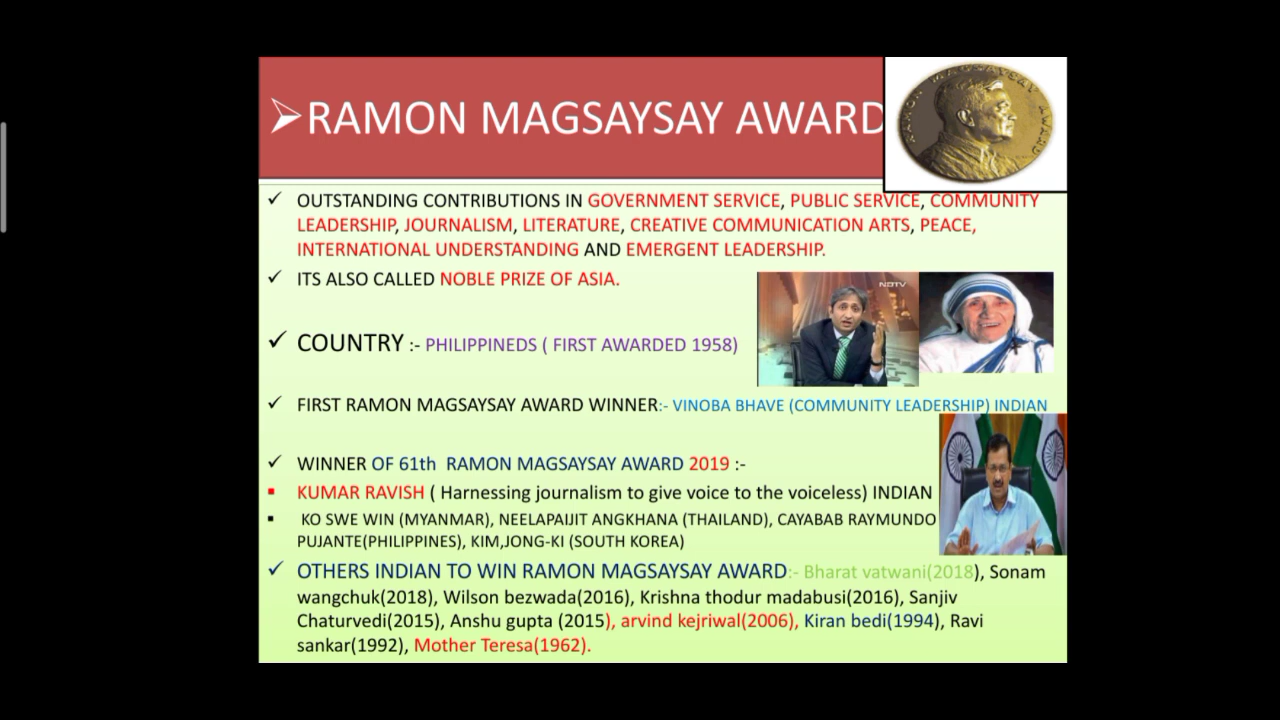 ➢RAMON MAGSAYSAY AWARD
RAMON MAGSAYSAY AWARD
✓ OUTSTANDING CONTRIBUTIONS IN GOVERNMENT SERVICE, PUBLIC SERVICE, COMMUNITY
LEADERSHIP, JOURNALISM, LITERATURE, CREATIVE COMMUNICATION ARTS, PEACE,
INTERNATIONAL UNDERSTANDING AND EMERGENT LEADERSHIP.
✓ ITS ALSO CALLED NOBLE PRIZE OF ASIA.
NDTV
✓ COUNTRY :- PHILIPPINEDS ( FIRST AWARDED 1958)
✓ FIRST RAMON MAGSAYSAY AWARD WINNER:- VINOBA BHAVE (COMMUNITY LEADERSHIP) INDIAN
✓ WINNER OF 61th RAMON MAGSAYSAY AWARD 2019 :-
▪ KUMAR RAVISH ( Harnessing journalism to give voice to the voiceless) INDIAN
▪ KO SWE WIN (MYANMAR), NEELAPAIJIT ANGKHANA (THAILAND), CAYABAB RAYMUNDO
PUJANTE(PHILIPPINES), KIM,JONG-KI (SOUTH KOREA)
✓ OTHERS INDIAN TO WIN RAMON MAGSAYSAY AWARD:- Bharat vatwani(2018), Sonam
wangchuk(2018), Wilson bezwada(2016), Krishna thodur madabusi(2016), Sanjiv
Chaturvedi(2015), Anshu gupta (2015), arvind kejriwal(2006), Kiran bedi(1994), Ravi
sankar(1992), Mother Teresa(1962).